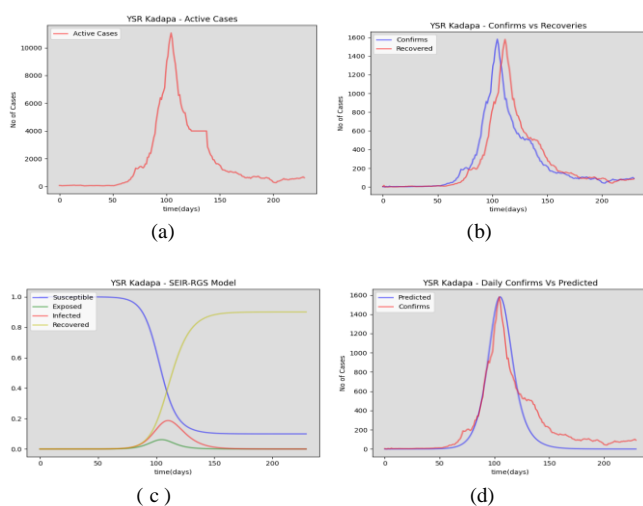 YSR Kadapa - Active Cases
Active Cases
No of Cases
10000
8000
6000
4000
2000
0
0 50 100 150 200
time(days)
(a)
YSR Kadapa - Confirms vs Recoveries
Confirms
Recovered
No of Cases
1600
1400
1200
1000
800
600
400
200
0
0 50 100 150 200
time(days)
(b)
YSR Kadapa - SEIR-RGS Model
Susceptible
Exposed
Infected
Recovered
1.0
0.8
0.6
0.4
0.2
0.0
0 50 100 150 200
time(days)
( c )
YSR Kadapa - Daily Confirms Vs Predicted
Predicted
Confirms
No of Cases
1600
1400
1200
1000
800
600
400
200
0
0 50 100 150 200
time(days)
(d)